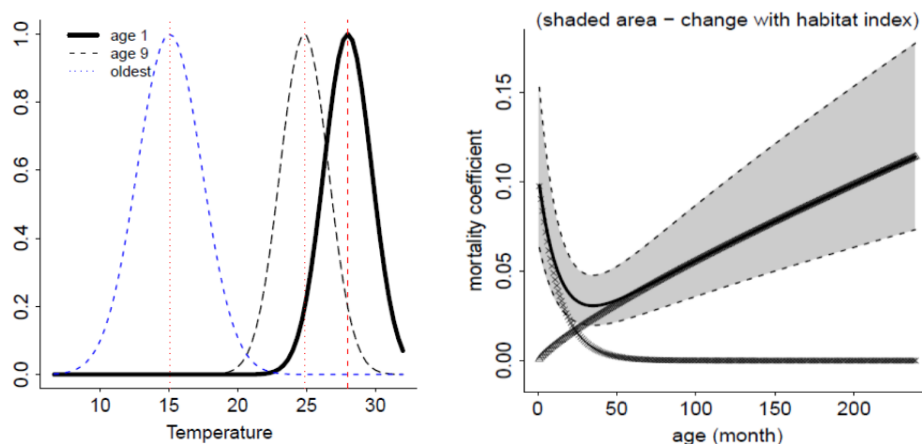 (shaded area − change with habitat index)
1.0
0.8
0.6
0.4
0.2
0.0
age 1
age 9
oldest
10 15 20 25 30
Temperature
mortality coefficient
0.15
0.10
0.05
0.00
0 50 100 150 200
age (month)